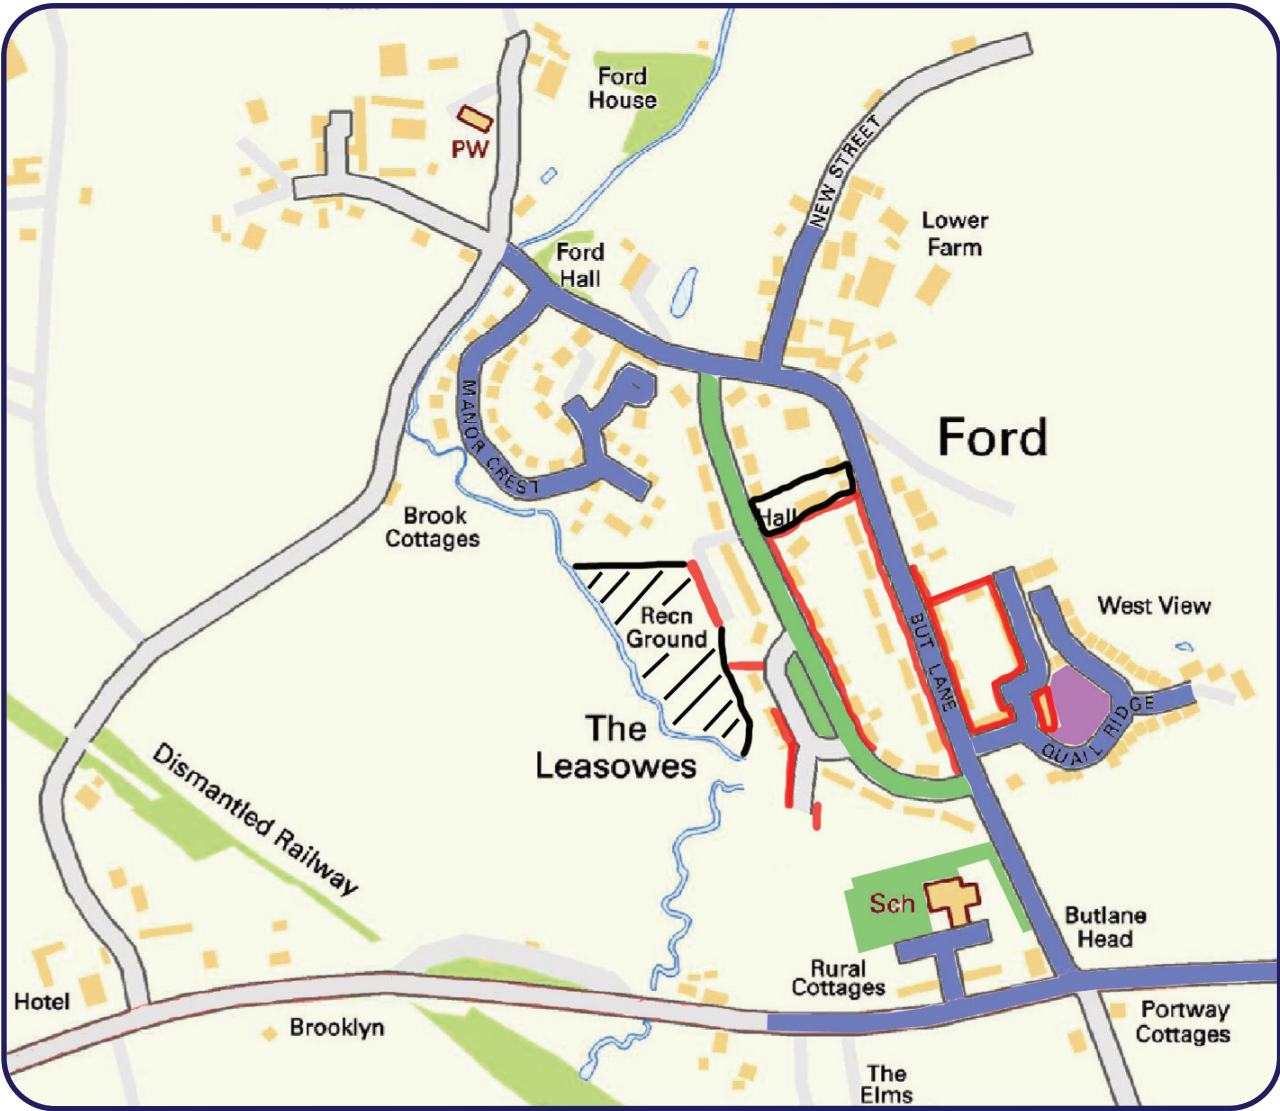 Ford
House
PW
NEW STREET
Lower
Farm
Ford
Hall
MANOR CREST
Ford
Hall
Brook
Cottages
Recn
Ground
BUT LANE
West View
QUAIL RIDGE
The
Leasowes
Dismantled Railway
Sch
Butlane
Head
Rural
Cottages
Hotel
Brooklyn
Portway
Cottages
The
Elms